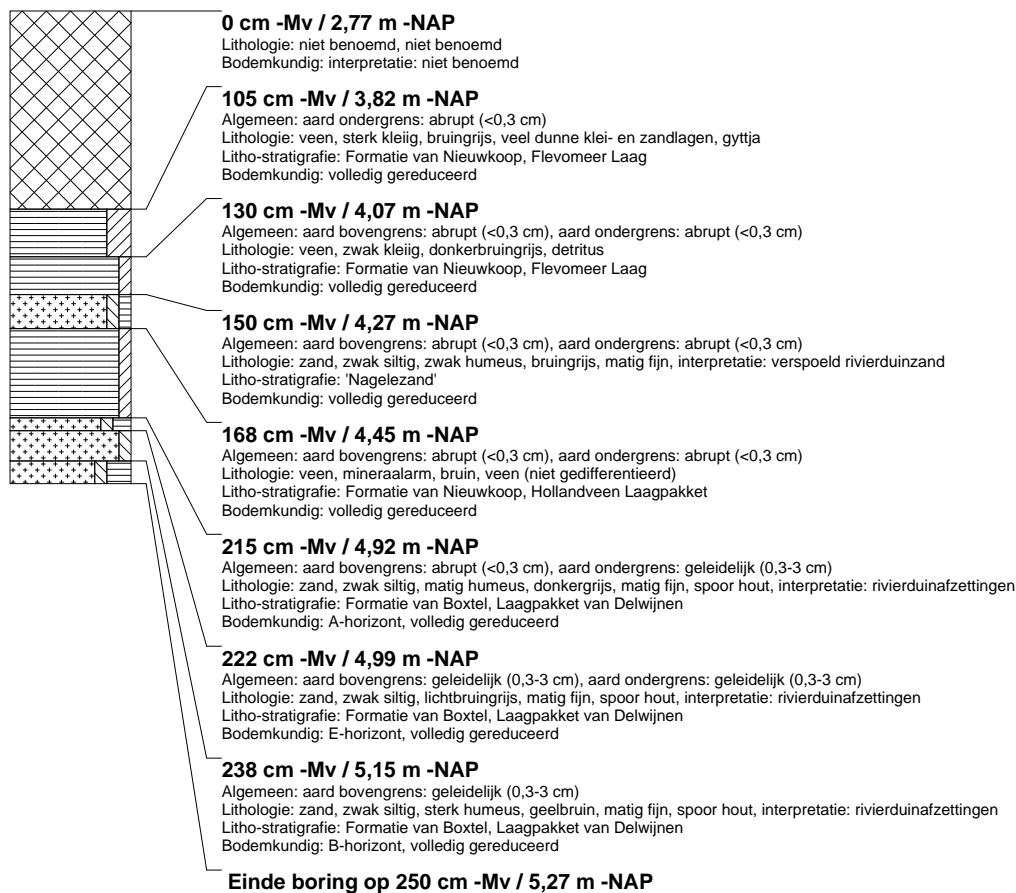 0 cm -Mv / 2,77 m -NAP
Lithologie: niet benoemd, niet benoemd
Bodemkundig: interpretatie: niet benoemd
105 cm -Mv / 3,82 m -NAP
Algemeen: aard ondergrens: abrupt (<0,3 cm)
Lithologie: veen, sterk kleiig, bruingrijs, veel dunne klei- en zandlagen, gyttja
Litho-stratigrafie: Formatie van Nieuwkoop, Flevomeer Laag
Bodemkundig: volledig gereduceerd
130 cm -Mv / 4,07 m -NAP
Algemeen: aard bovengrens: abrupt (<0,3 cm), aard ondergrens: abrupt (<0,3 cm)
Lithologie: veen, zwak kleiig, donkerbruingrijs, detritus
Litho-stratigrafie: Formatie van Nieuwkoop, Flevomeer Laag
Bodemkundig: volledig gereduceerd
150 cm -Mv / 4,27 m -NAP
Algemeen: aard bovengrens: abrupt (<0,3 cm), aard ondergrens: abrupt (<0,3 cm)
Lithologie: zand, zwak siltig, zwak humeus, bruingrijs, matig fijn, interpretatie: verspoeld rivierduinzand
Litho-stratigrafie: 'Nagelezand'
Bodemkundig: volledig gereduceerd
168 cm -Mv / 4,45 m -NAP
Algemeen: aard bovengrens: abrupt (<0,3 cm), aard ondergrens: abrupt (<0,3 cm)
Lithologie: veen, mineraalarm, bruin, veen (niet gedifferentieerd)
Litho-stratigrafie: Formatie van Nieuwkoop, Hollandveen Laagpakket
Bodemkundig: volledig gereduceerd
215 cm -Mv / 4,92 m -NAP
Algemeen: aard bovengrens: abrupt (<0,3 cm), aard ondergrens: geleidelijk (0,3-3 cm)
Lithologie: zand, zwak siltig, matig humeus, donkergrijs, matig fijn, spoor hout, interpretatie: rivierduinafzettingen
Litho-stratigrafie: Formatie van Boxtel, Laagpakket van Delwijnen
Bodemkundig: A-horizont, volledig gereduceerd
222 cm -Mv / 4,99 m -NAP
Algemeen: aard bovengrens: geleidelijk (0,3-3 cm), aard ondergrens: geleidelijk (0,3-3 cm)
Lithologie: zand, zwak siltig, lichtbruingrijs, matig fijn, spoor hout, interpretatie: rivierduinafzettingen
Litho-stratigrafie: Formatie van Boxtel, Laagpakket van Delwijnen
Bodemkundig: E-horizont, volledig gereduceerd
238 cm -Mv / 5,15 m -NAP
Algemeen: aard bovengrens: geleidelijk (0,3-3 cm)
Lithologie: zand, zwak siltig, sterk humeus, geelbruin, matig fijn, spoor hout, interpretatie: rivierduinafzettingen
Litho-stratigrafie: Formatie van Boxtel, Laagpakket van Delwijnen
Bodemkundig: B-horizont, volledig gereduceerd
Einde boring op 250 cm -Mv / 5,27 m -NAP